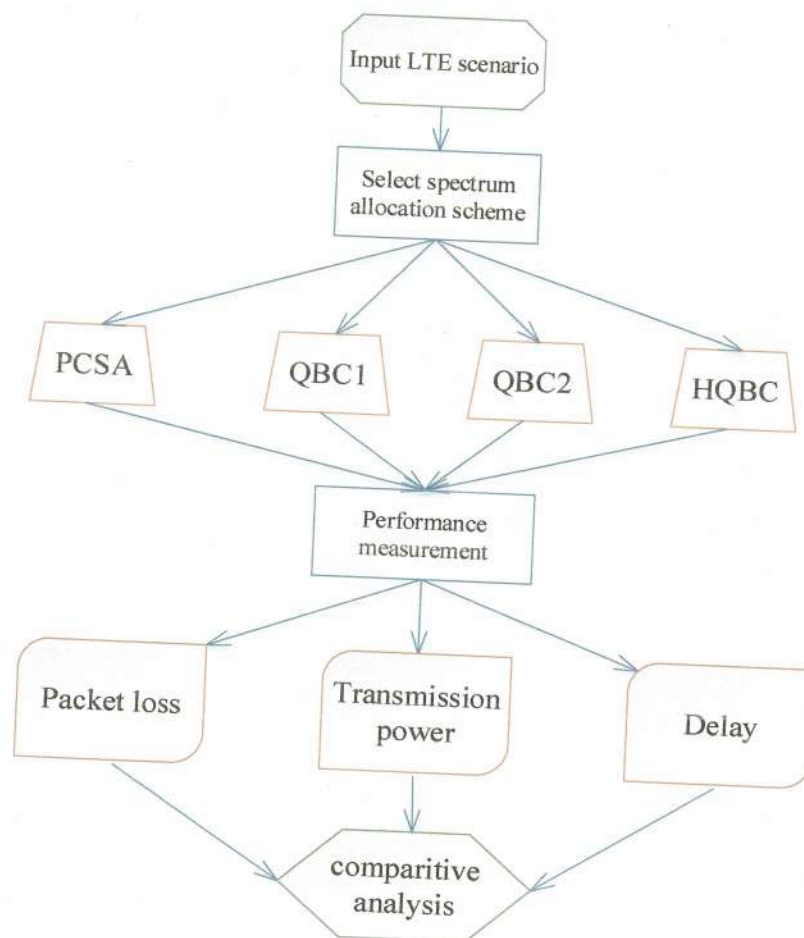 Input LTE scenario
Select spectrum
allocation scheme
PCSA
QBC1
QBC2
HQBC
Performance
measurement
Packet loss
Transmission
power
Delay
comparitive
analysis